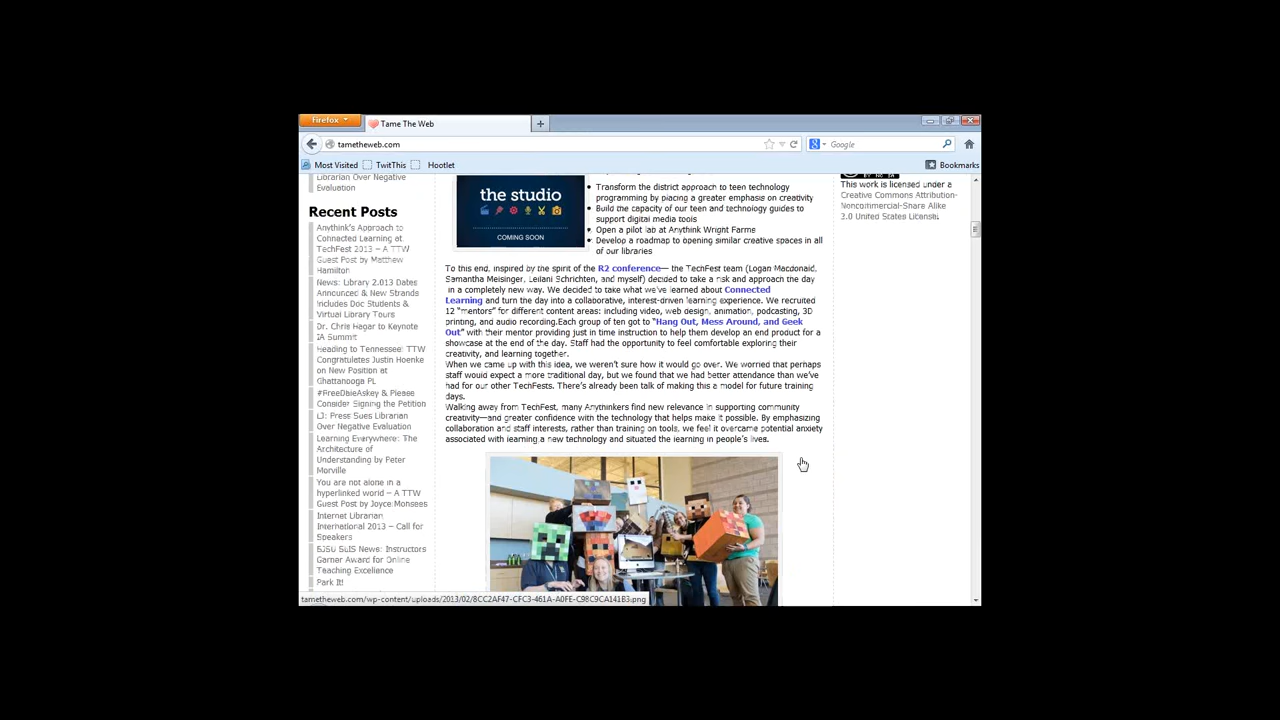 Firefox
Tame The Web
tametheweb.com
Google
Most Visited
TwitThis
Hootlet
Bookmarks
Librarian Over Negative
Evaluation
Recent Posts
Anythink's Approach to
Connected Learning at
TechFest 2013 – A TTW
Guest Post by Matthew
Hamilton
News: Library 2.013 Dates
Announced & New Strands
Includes Doc Students &
Virtual Library Tours
Dr. Chris Hagar to Keynote
IA Summit
Heading to Tennessee! TTW
Congratulates Justin Hoenke
on New Position at
Chattanooga PL
#FreeDaleAskey & Please
Consider Signing the Petition
LJ: Press Sues Librarian
Over Negative Evaluation
Learning Everywhere: The
Architecture of
Understanding by Peter
Morville
You are not alone in a
hyperlinked world – A TTW
Guest Post by Joyce Monsees
Internet Librarian
International 2013 – Call for
Speakers
SJSU SLIS News: Instructors
Garner Award for Online
Teaching Excellence
Park It!
the studio
COMING SOON
• Transform the district approach to teen technology
programming by placing a greater emphasis on creativity
• Build the capacity of our teen and technology guides to
support digital media tools
• Open a pilot lab at Anythink Wright Farms
• Develop a roadmap to opening similar creative spaces in all
of our libraries
To this end, inspired by the spirit of the R2 conference— the TechFest team (Logan Macdonald,
Samantha Meisinger, Leilani Schrichten, and myself) decided to take a risk and approach the day
in a completely new way. We decided to take what we've learned about Connected
Learning and turn the day into a collaborative, interest-driven learning experience. We recruited
12 "mentors" for different content areas: including video, web design, animation, podcasting, 3D
printing, and audio recording.Each group of ten got to "Hang Out, Mess Around, and Geek
Out" with their mentor providing just in time instruction to help them develop an end product for a
showcase at the end of the day. Staff had the opportunity to feel comfortable exploring their
creativity, and learning together.
When we came up with this idea, we weren't sure how it would go over. We worried that perhaps
staff would expect a more traditional day, but we found that we had better attendance than we've
had for our other TechFests. There's already been talk of making this a model for future training
days.
Walking away from TechFest, many Anythinkers find new relevance in supporting community
creativity—and greater confidence with the technology that helps make it possible. By emphasizing
collaboration and staff interests, rather than training on tools, we feel it overcame potential anxiety
associated with learning a new technology and situated the learning in people's lives.
This work is licensed under a
Creative Commons Attribution-
Noncommercial-Share Alike
3.0 United States License.
tametheweb.com/wp-content/uploads/2013/02/8CC2AF47-CFC3-461A-A0FE-C98C9CA141B3.png